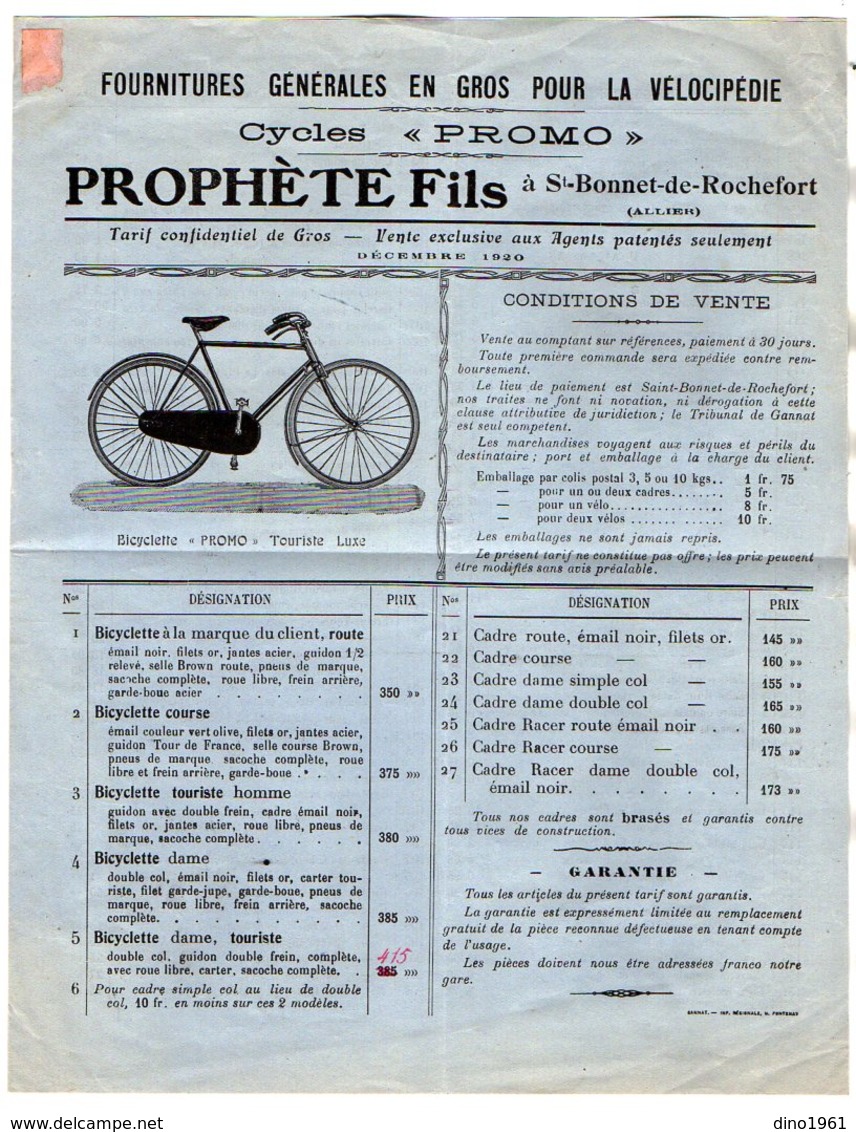 FOURNITURES GÉNÉRALES EN GROS POUR LA VÉLOCIPÉDIE
Cycles « PROMO »
PROPHÈTE Fils à St-Bonnet-de-Rochefort
(ALLIER)
Tarif confidentiel de Gros — Vente exclusive aux Agents patentés seulement
DÉCEMBRE 1920
Bicyclette « PROMO » Touriste Luxe
CONDITIONS DE VENTE
Vente au comptant sur références, paiement à 30 jours.
Toute première commande sera expédiée contre rem-
boursement.
Le lieu de paiement est Saint-Bonnet-de-Rochefort ;
nos traites ne font ni novation, ni dérogation à cette
clause attributive de juridiction ; le Tribunal de Gannat
est seul competent.
Les marchandises voyagent aux risques et périls du
destinataire ; port et emballage à la charge du client.
Emballage par colis postal 3, 5 ou 10 kgs.. 1 fr. 75
— pour un ou deux cadres........ 5 fr.
— pour un vélo............... 8 fr.
— pour deux vélos ............ 10 fr.
Les emballages ne sont jamais repris.
Le présent tarif ne constitue pas offre ; les prix peuvent
être modifiés sans avis préalable.
Nos DÉSIGNATION PRIX
1 Bicyclette à la marque du client, route
émail noir, filets or, jantes acier, guidon 1/2
relevé, selle Brown route, pneus de marque,
sacoche complète, roue libre, frein arrière,
garde-boue acier . . . . . . . . 350 »»
2 Bicyclette course
émail couleur vert olive, filets or, jantes acier,
guidon Tour de France, selle course Brown,
pneus de marque sacoche complète, roue
libre et frein arrière, garde-boue . . . . . 375 »»
3 Bicyclette touriste homme
guidon avec double frein, cadre émail noir,
filets or, jantes acier, roue libre, pneus de
marque, sacoche complète . . . . . . 380 »»
4 Bicyclette dame
double col, émail noir, filets or, carter tou-
riste, filet garde-jupe, garde-boue, pneus de
marque, roue libre, frein arrière, sacoche
complète. . . . . . . . . . . 385 »»
5 Bicyclette dame, touriste
double col, guidon double frein, complète, 415
avec roue libre, carter, sacoche complète. . 385 »»
6 Pour cadre simple col au lieu de double
col, 10 fr. en moins sur ces 2 modèles.
Nos DÉSIGNATION PRIX
21 Cadre route, émail noir, filets or. 145 »»
22 Cadre course — — 160 »»
23 Cadre dame simple col — 155 »»
24 Cadre dame double col — 165 »»
25 Cadre Racer route émail noir . . 160 »»
26 Cadre Racer course — 175 »»
27 Cadre Racer dame double col,
émail noir. . . . . . . 173 »»
Tous nos cadres sont brasés et garantis contre
tous vices de construction.
— GARANTIE —
Tous les articles du présent tarif sont garantis.
La garantie est expressément limitée au remplacement
gratuit de la pièce reconnue défectueuse en tenant compte
de l'usage.
Les pièces doivent nous être adressées franco notre
gare.
GANNAT. — IMP. RÉGIONALE, H. FONTENAY
www.delcampe.net
dino1961